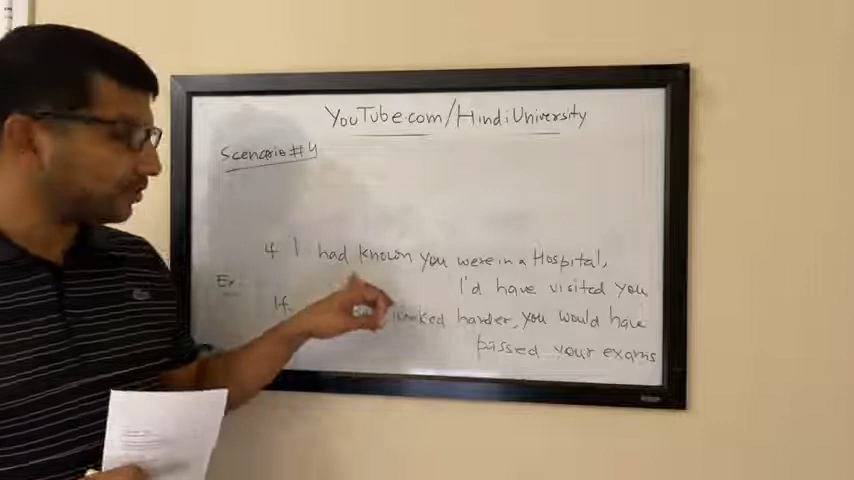 YouTube.com/HindiUniversity
Scenario #4
If I had known you were in a Hospital,
Ex
I'd have visited you
If worked harder, you would have
passed your exams